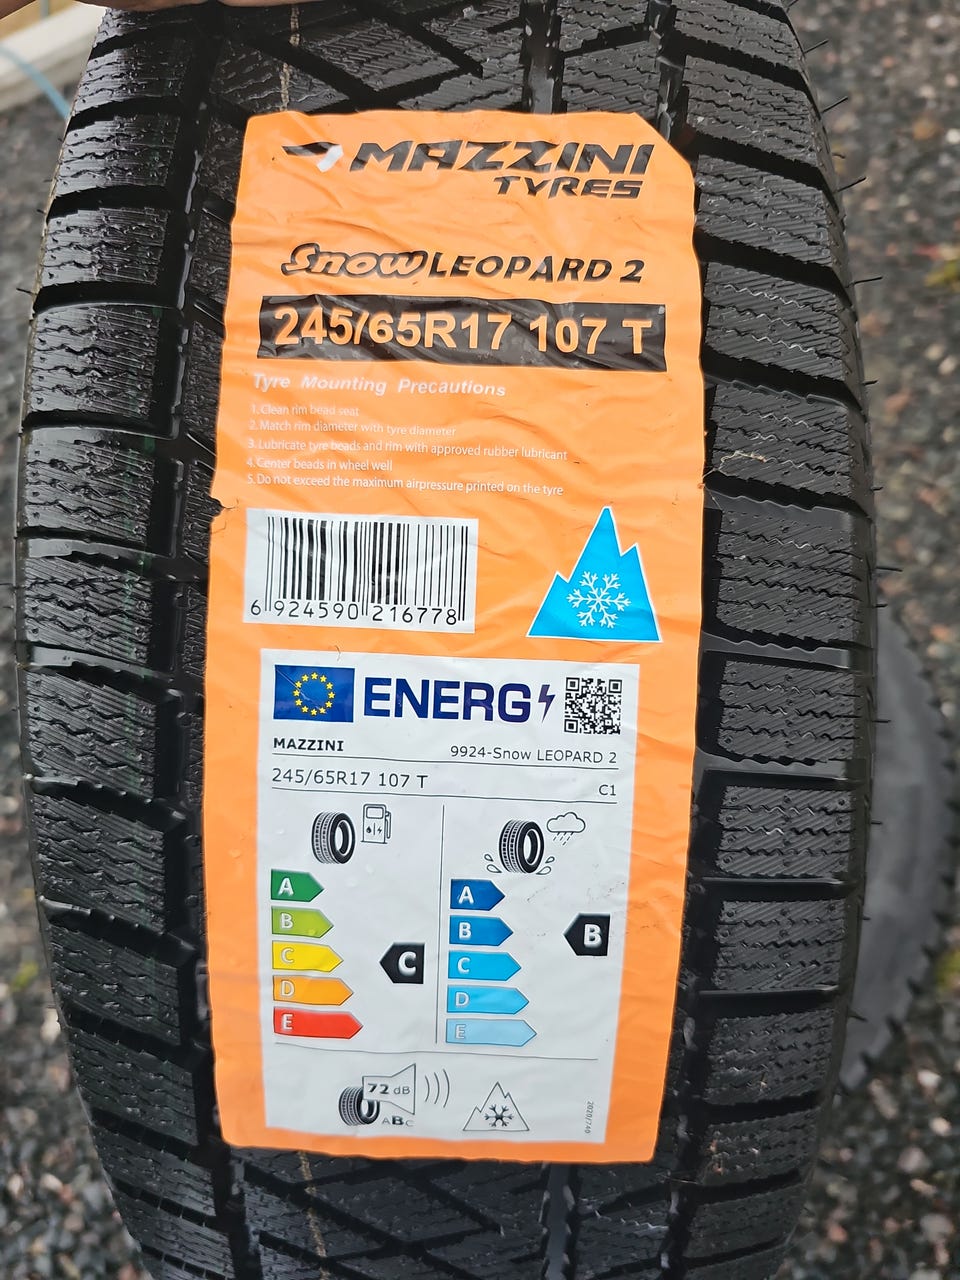 MAZZINI
TYRES
Snow LEOPARD 2
245/65R17 107 T
Tyre Mounting Precautions
1.Clean rim bead seat
2.Match rim diameter with tyre diameter
3.Lubricate tyre beads and rim with approved rubber lubricant
4.Center beads in wheel well
5.Do not exceed the maximum airpressure printed on the tyre
6 924590 216778
ENERG
MAZZINI
9924-Snow LEOPARD 2
245/65R17 107 T
C1
A
B
C
D
E
C
A
B
C
D
E
B
72 dB
ABC
2020/740